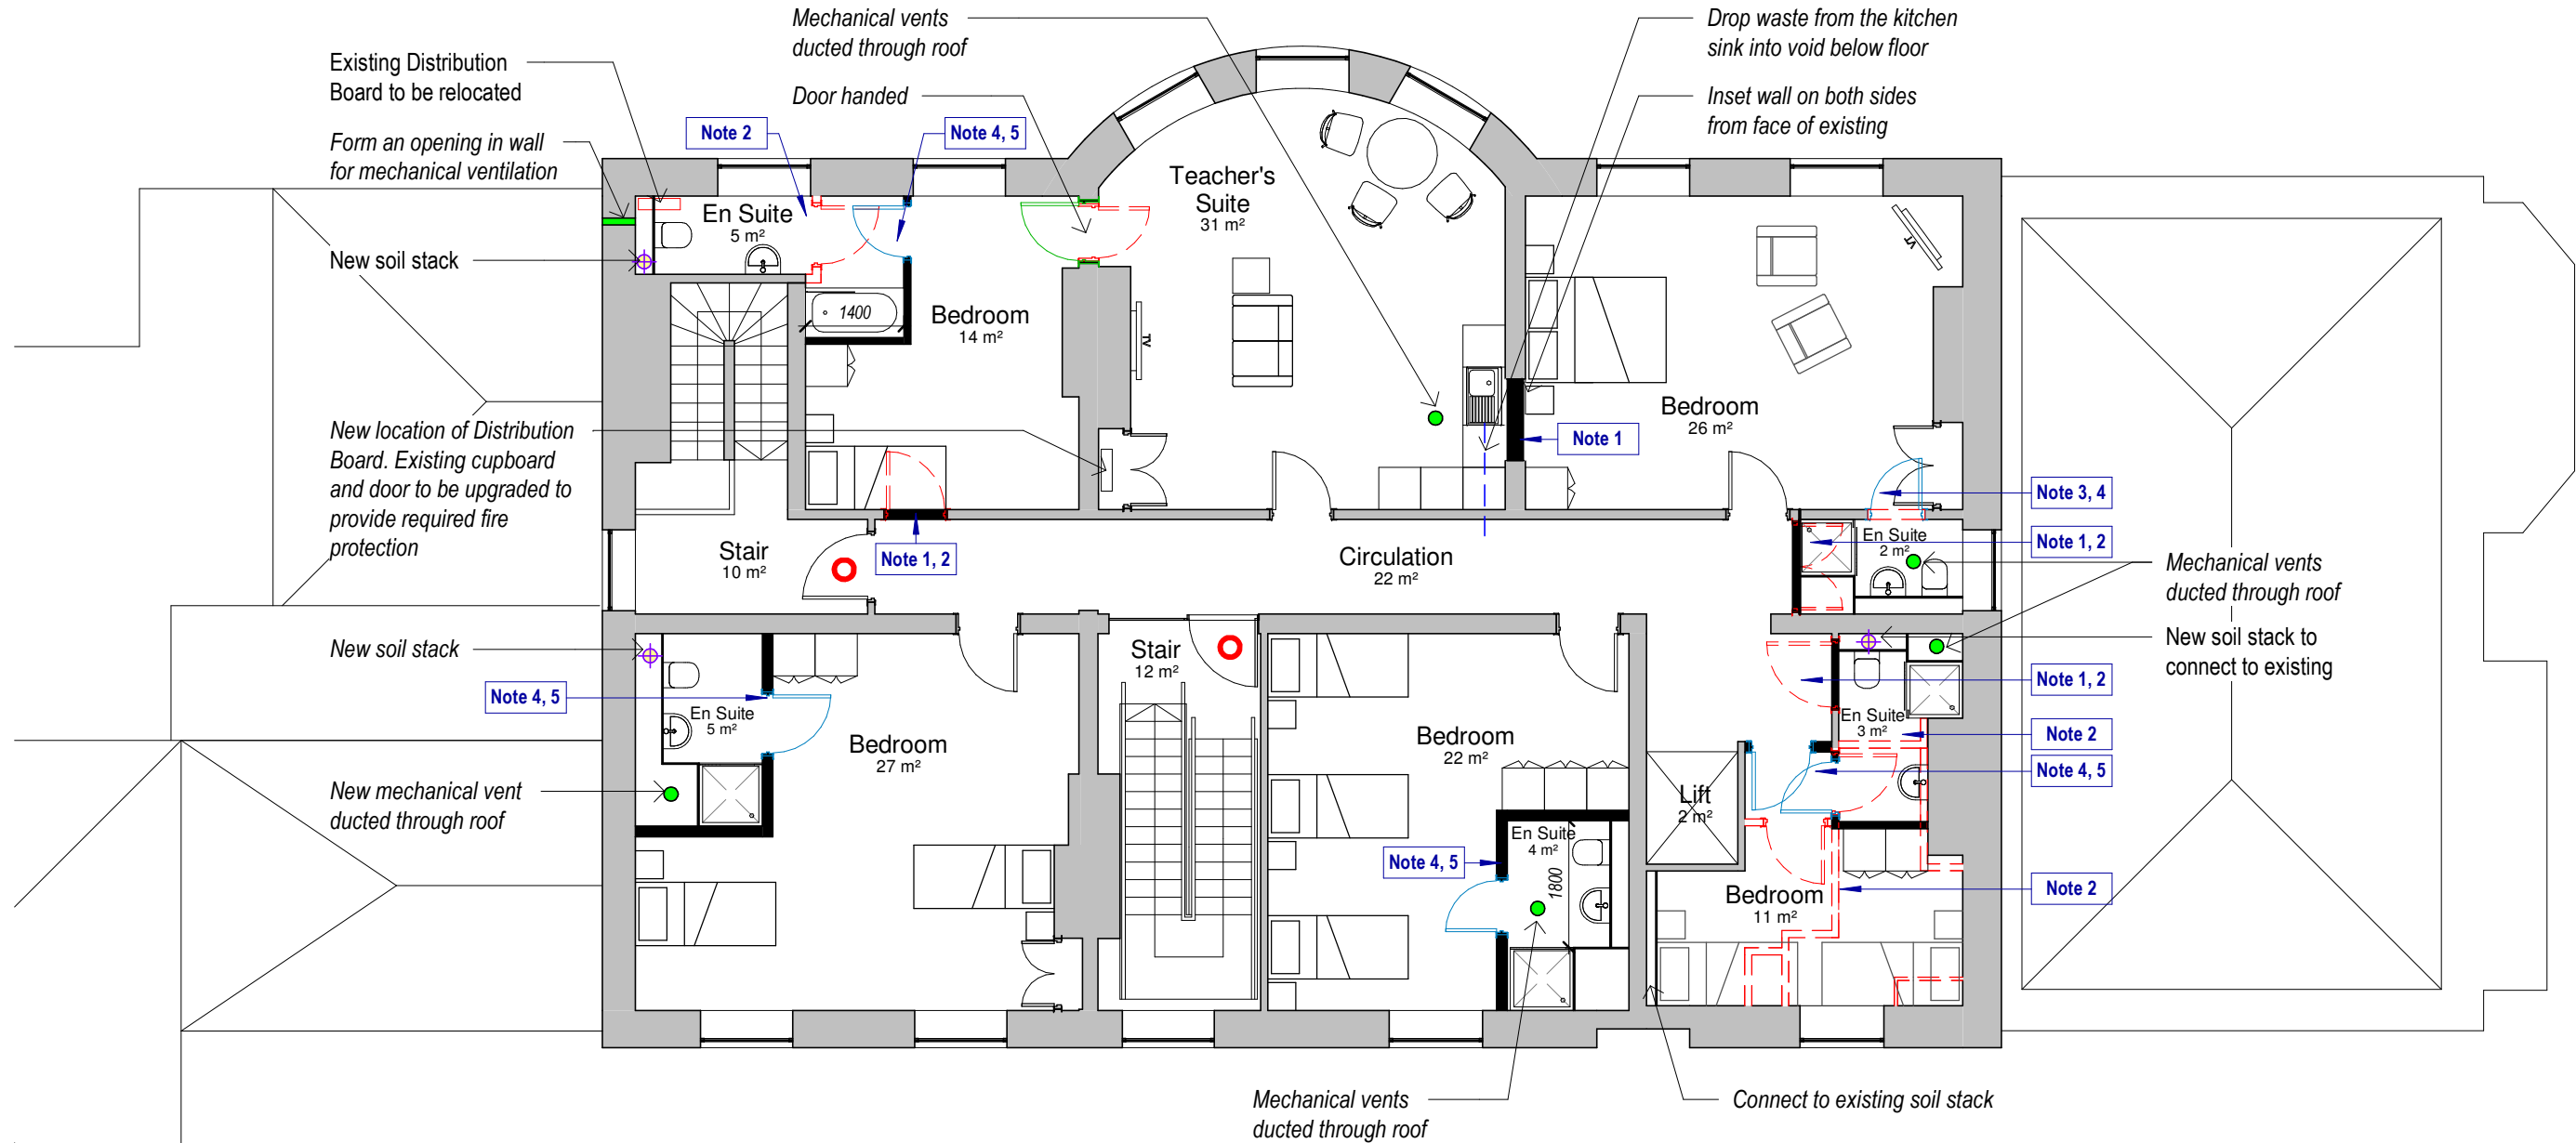 Mechanical vents
ducted through roof
Drop waste from the kitchen
sink into void below floor
Existing Distribution
Board to be relocated
Door handed
Inset wall on both sides
from face of existing
Form an opening in wall
for mechanical ventilation
Note 2
Note 4, 5
Teacher's
Suite
31 m²
En Suite
5 m²
New soil stack
TV
1400
Bedroom
14 m²
TV
Bedroom
26 m²
Note 1
New location of Distribution
Board. Existing cupboard
and door to be upgraded to
provide required fire
protection
Note 3, 4
Stair
10 m²
Note 1, 2
Circulation
22 m²
En Suite
2 m²
Note 1, 2
Mechanical vents
ducted through roof
New soil stack
Stair
12 m²
New soil stack to
connect to existing
Note 4, 5
En Suite
5 m²
Note 1, 2
En Suite
3 m²
Note 2
Bedroom
27 m²
Bedroom
22 m²
Note 4, 5
New mechanical vent
ducted through roof
Lift
2 m²
En Suite
4 m²
Note 4, 5
1800
Bedroom
11 m²
Note 2
Mechanical vents
ducted through roof
Connect to existing soil stack